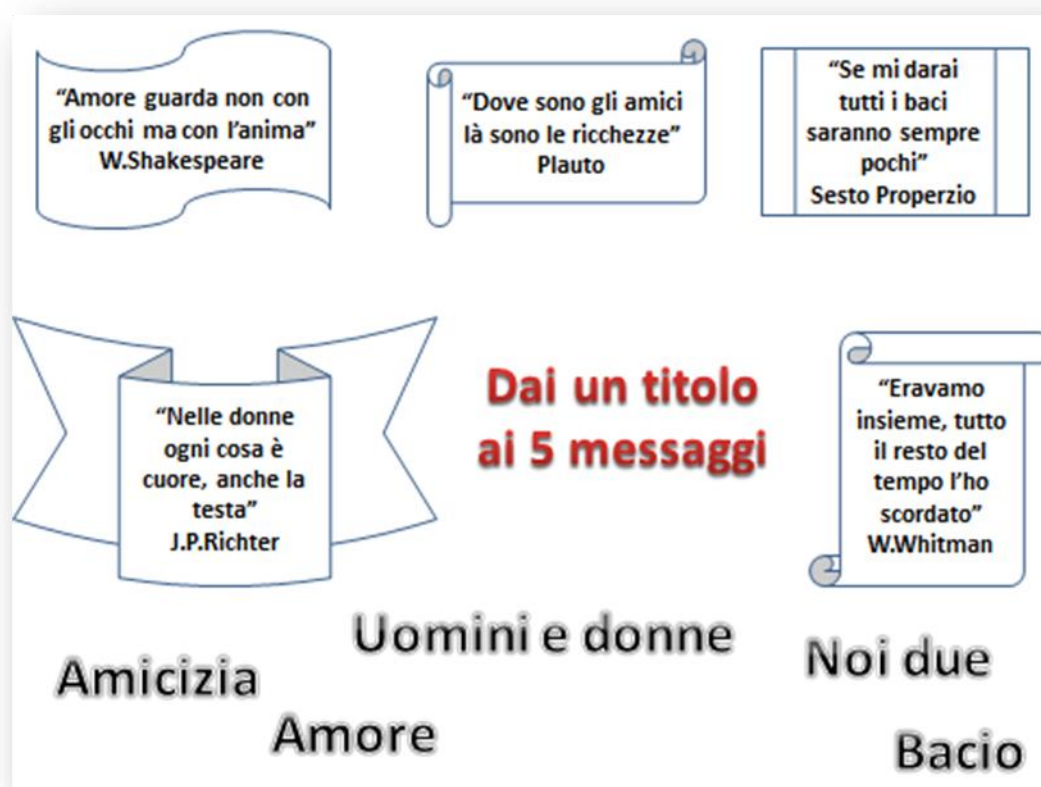 “Amore guarda non con
gli occhi ma con l’anima”
W.Shakespeare
“Dove sono gli amici
là sono le ricchezze”
Plauto
“Se mi darai
tutti i baci
saranno sempre
pochi”
Sesto Properzio
“Nelle donne
ogni cosa è
cuore, anche la
testa”
J.P.Richter
Dai un titolo
ai 5 messaggi
“Eravamo
insieme, tutto
il resto del
tempo l’ho
scordato”
W.Whitman
Uomini e donne
Noi due
Amicizia
Amore
Bacio